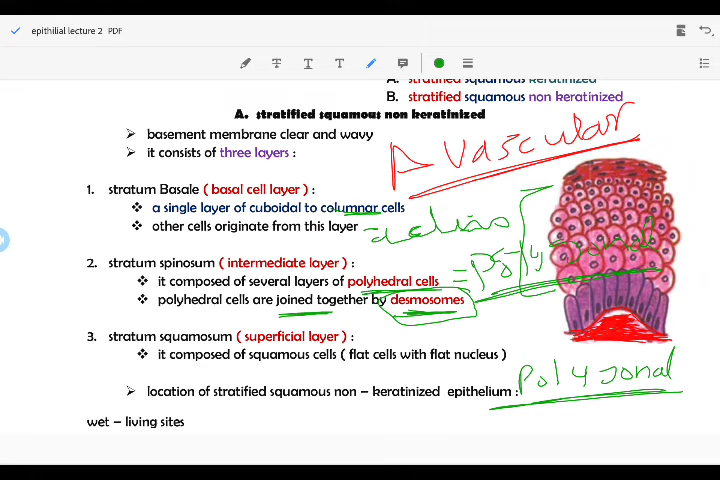 epithilial lecture 2 PDF
A. stratified squamous keratinized
B. stratified squamous non keratinized
A. stratified squamous non keratinized
basement membrane clear and wavy
it consists of three layers :
A vascular
1. stratum Basale ( basal cell layer ) :
a single layer of cuboidal to columnar cells
other cells originate from this layer
2. stratum spinosum ( intermediate layer ) :
it composed of several layers of polyhedral cells = Polygonal
polyhedral cells are joined together by desmosomes
3. stratum squamosum ( superficial layer ) :
it composed of squamous cells ( flat cells with flat nucleus )
Polygonal
location of stratified squamous non – keratinized epithelium :
wet – living sites